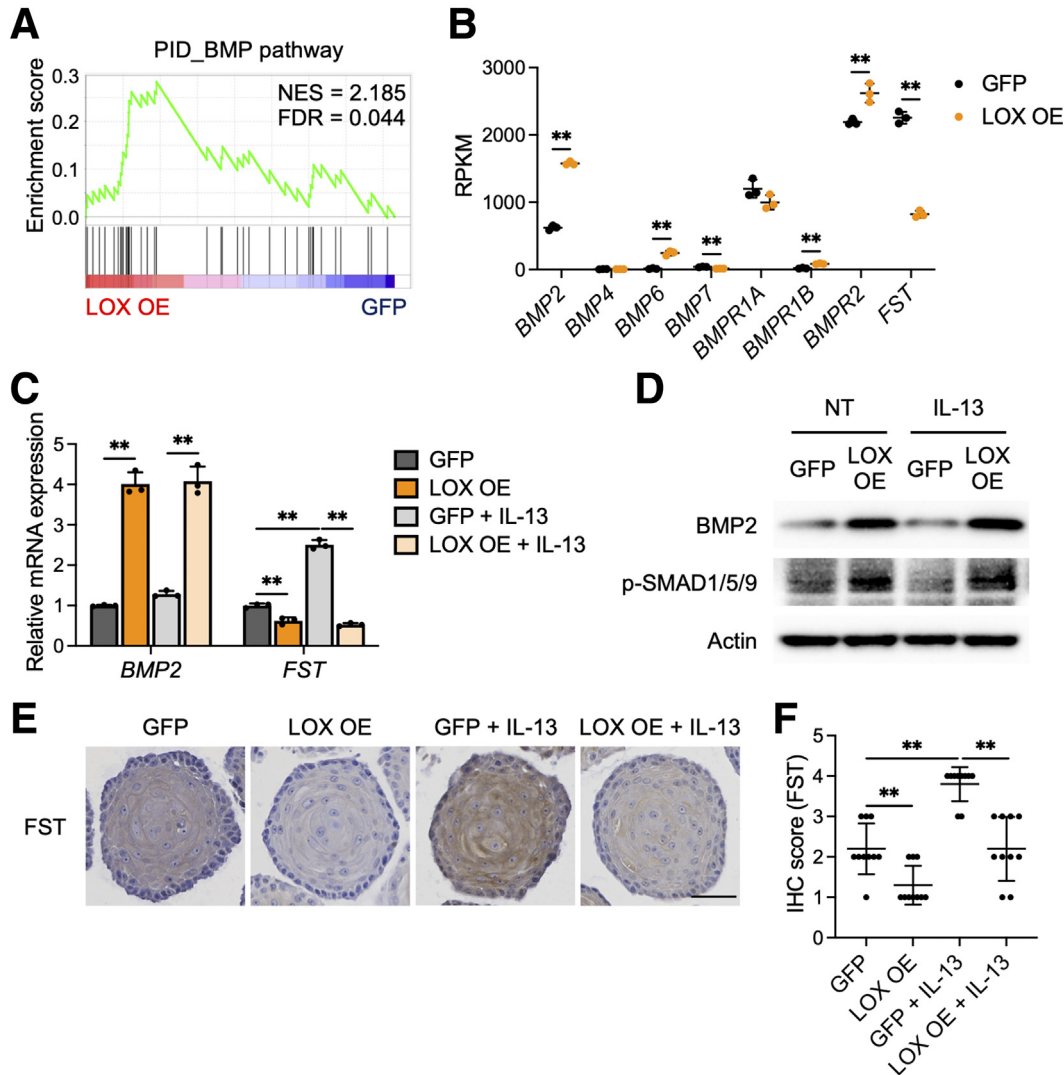 A
PID_BMP pathway
Enrichment score
0.3
0.2
0.1
0.0
NES = 2.185
FDR = 0.044
LOX OE
GFP
B
RPKM
3000
2000
1000
0
**
**
**
**
**
**
GFP
LOX OE
BMP2
BMP4
BMP6
BMP7
BMPR1A
BMPR1B
BMPR2
FST
C
Relative mRNA expression
5
4
3
2
1
0
**
**
**
**
**
BMP2
FST
GFP
LOX OE
GFP + IL-13
LOX OE + IL-13
D
NT
IL-13
GFP
LOX
OE
GFP
LOX
OE
BMP2
p-SMAD1/5/9
Actin
E
GFP
LOX OE
GFP + IL-13
LOX OE + IL-13
FST
F
IHC score (FST)
5
4
3
2
1
0
**
**
**
GFP
LOX OE
GFP + IL-13
LOX OE + IL-13